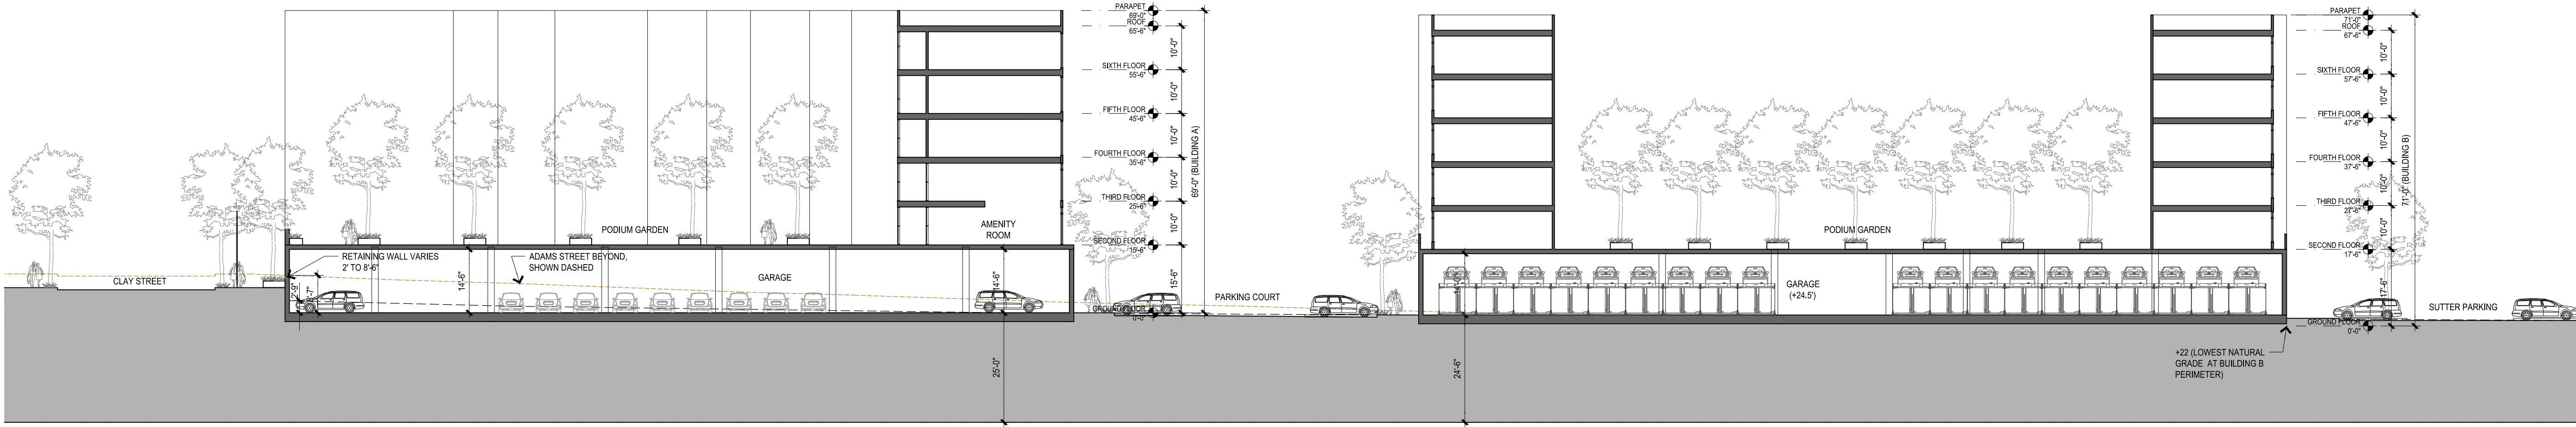 PARAPET
69'-0"
ROOF
65'-6"
10'-0"
SIXTH FLOOR
55'-6"
10'-0"
FIFTH FLOOR
45'-6"
10'-0"
FOURTH FLOOR
35'-6"
10'-0"
THIRD FLOOR
25'-6"
10'-0"
SECOND FLOOR
15'-6"
15'-6"
GROUND FLOOR
0'-0"
69'-0" (BUILDING A)
AMENITY
ROOM
PODIUM GARDEN
RETAINING WALL VARIES
2' TO 8'-6"
ADAMS STREET BEYOND,
SHOWN DASHED
CLAY STREET
GARAGE
14'-6"
14'-6"
25'-0"
PARKING COURT
PARAPET
71'-0"
ROOF
67'-6"
10'-0"
SIXTH FLOOR
57'-6"
10'-0"
FIFTH FLOOR
47'-6"
10'-0"
FOURTH FLOOR
37'-6"
10'-0"
THIRD FLOOR
27'-6"
10'-0"
SECOND FLOOR
17'-6"
17'-6"
GROUND FLOOR
0'-0"
71'-0" (BUILDING B)
PODIUM GARDEN
GARAGE
(+24.5')
24'-6"
SUTTER PARKING
+22 (LOWEST NATURAL
GRADE AT BUILDING B
PERIMETER)